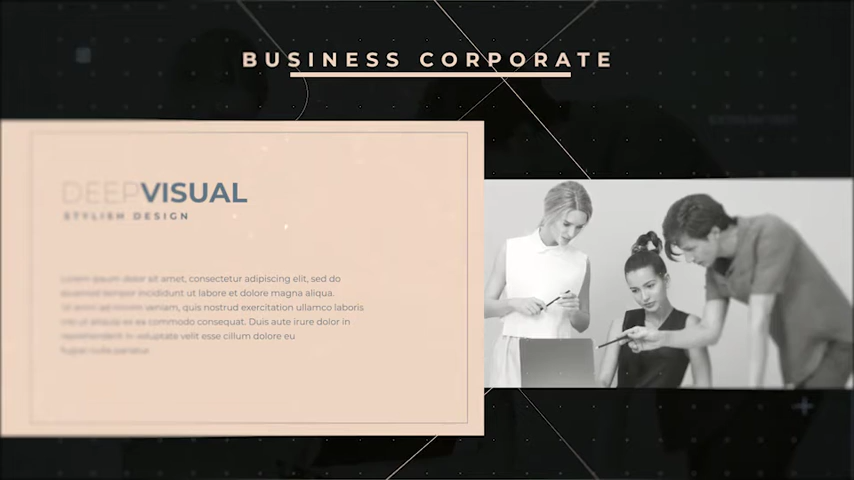 BUSINESS CORPORATE
DEEPVISUAL
STYLISH DESIGN
Lorem ipsum dolor sit amet, consectetur adipiscing elit, sed do
eiusmod tempor incididunt ut labore et dolore magna aliqua.
Ut enim ad minim veniam, quis nostrud exercitation ullamco laboris
nisi ut aliquip ex ea commodo consequat. Duis aute irure dolor in
reprehenderit in voluptate velit esse cillum dolore eu
fugiat nulla pariatur